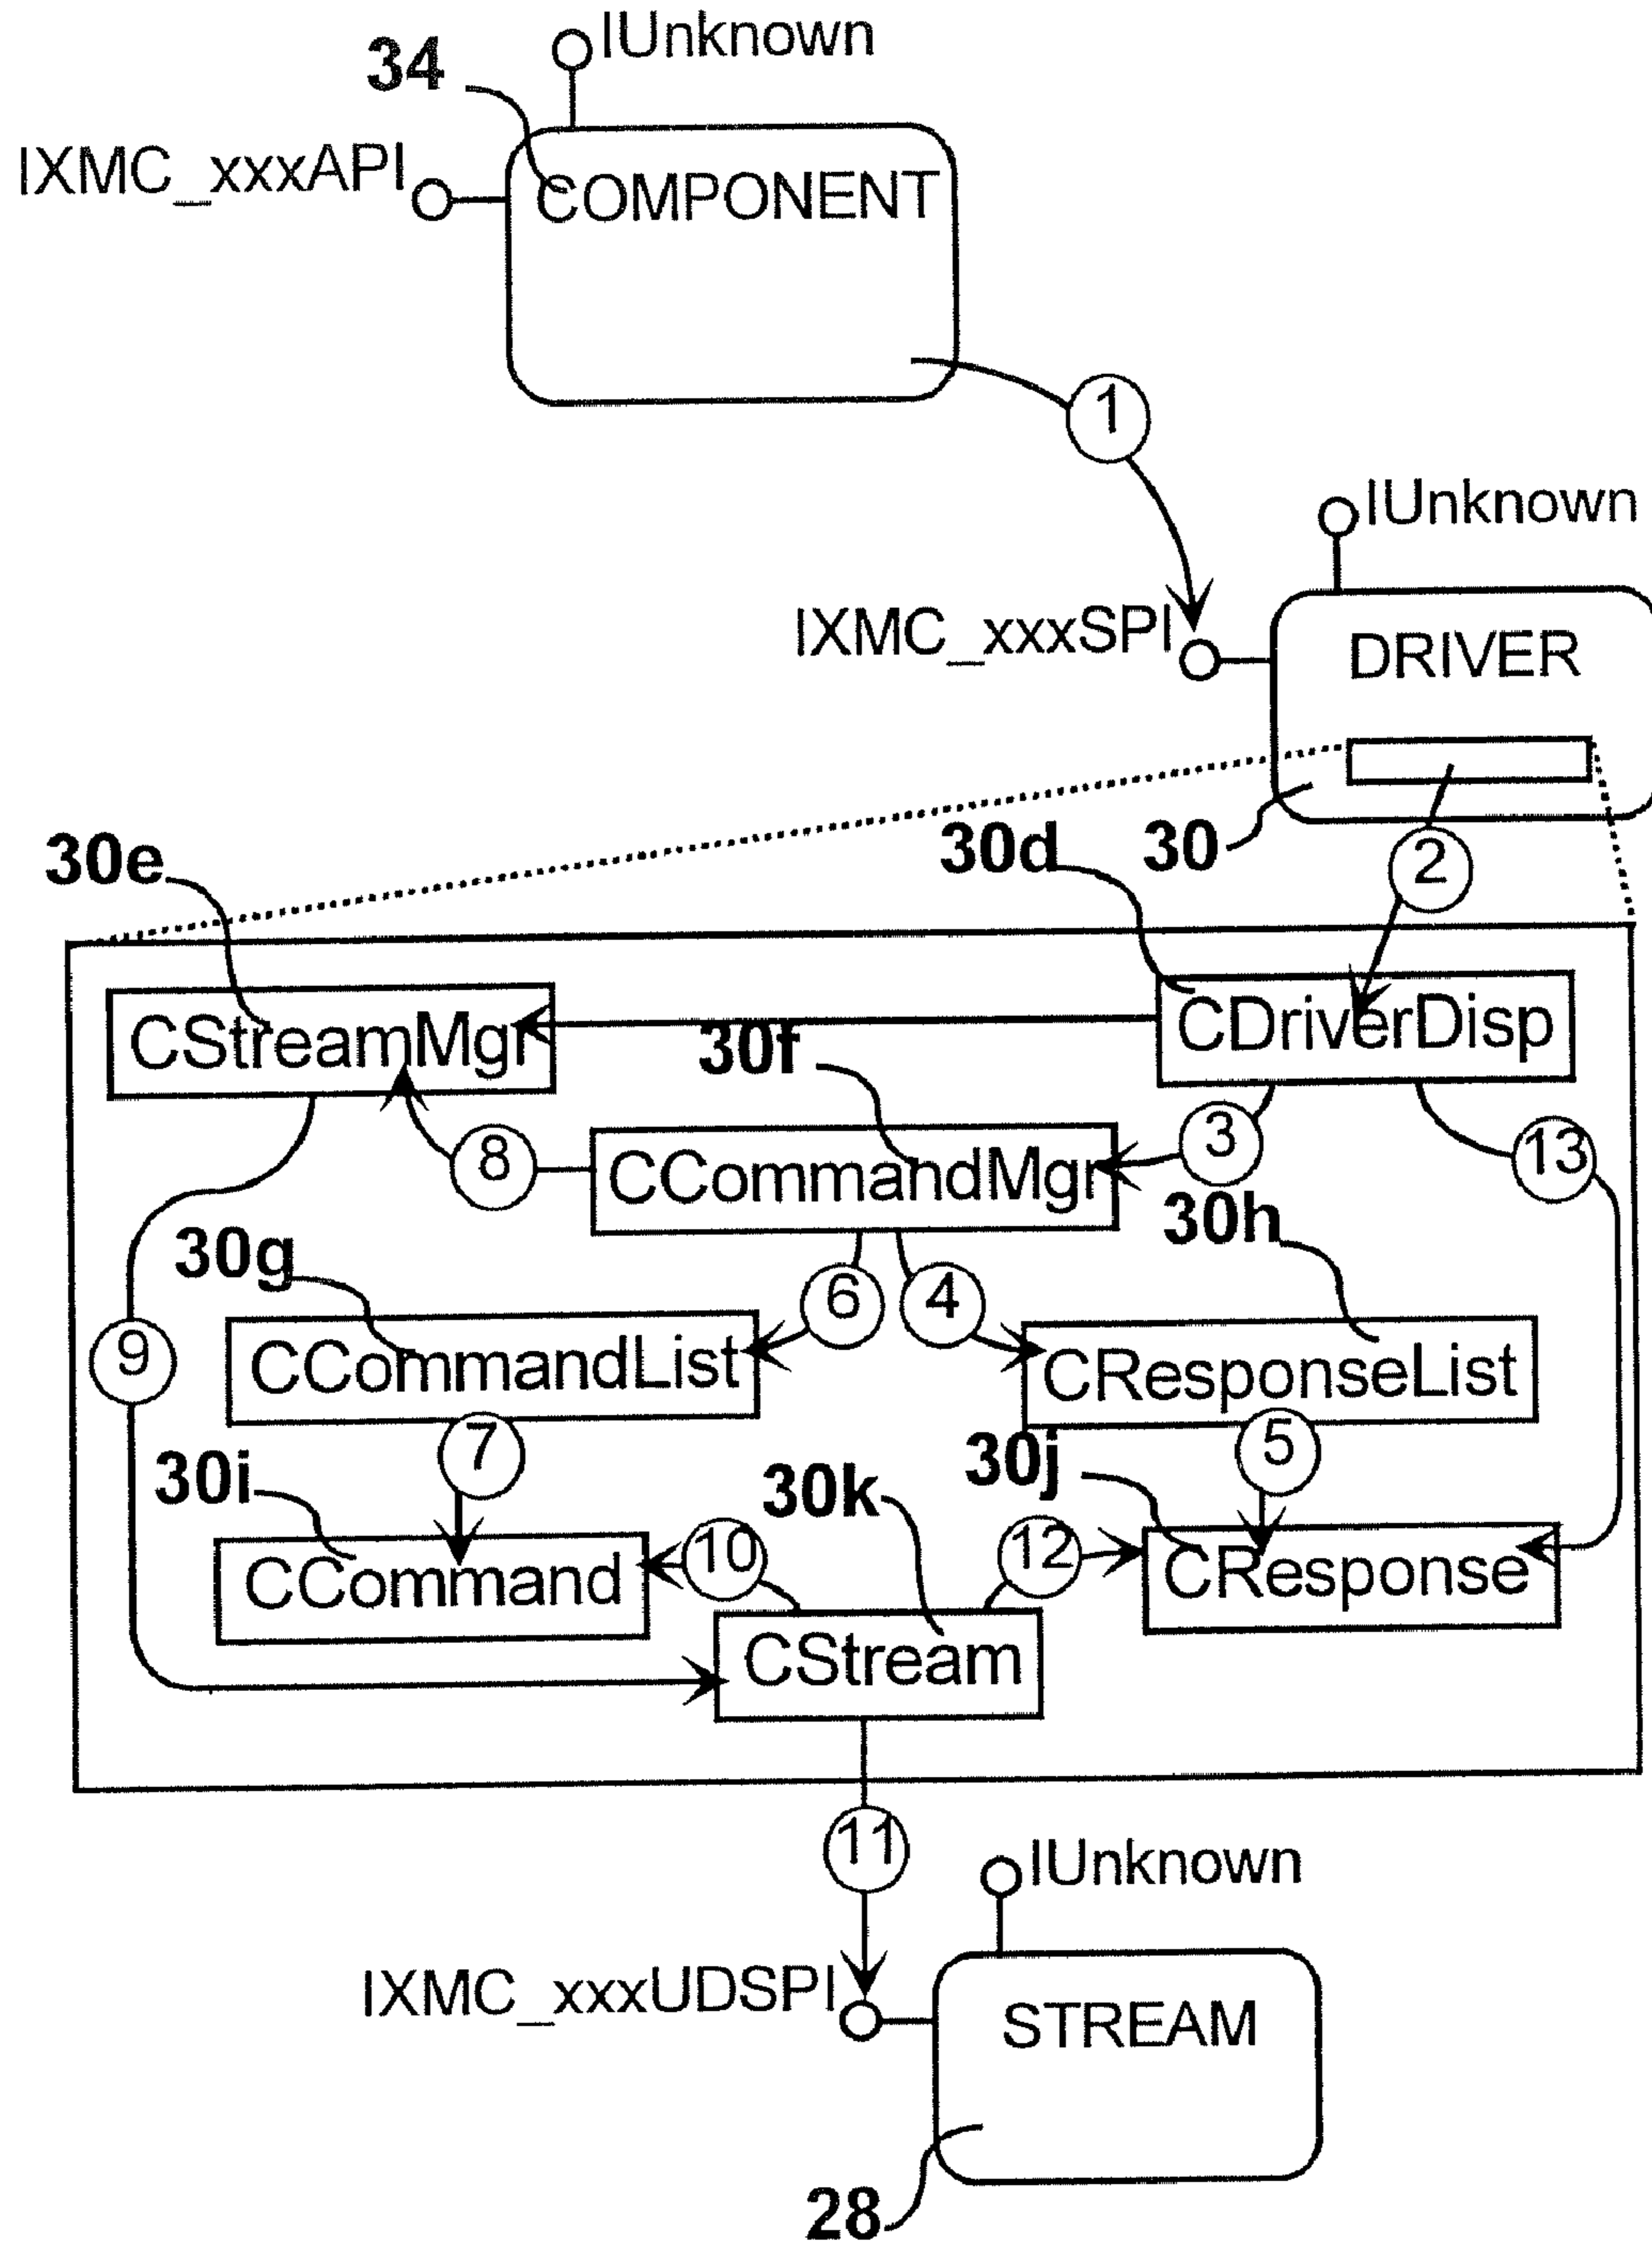 IUnknown
34
IXMC_xxxAPI
COMPONENT
1
IUnknown
IXMC_xxxSPI
DRIVER
30e
30d
30
2
CStreamMgr
30f
CDriverDisp
8
CCommandMgr
3
13
30g
30h
6
4
9
CCommandList
CResponseList
7
5
30i
30k
30j
CCommand
10
12
CResponse
CStream
11
IUnknown
IXMC_xxxUDSPI
STREAM
28